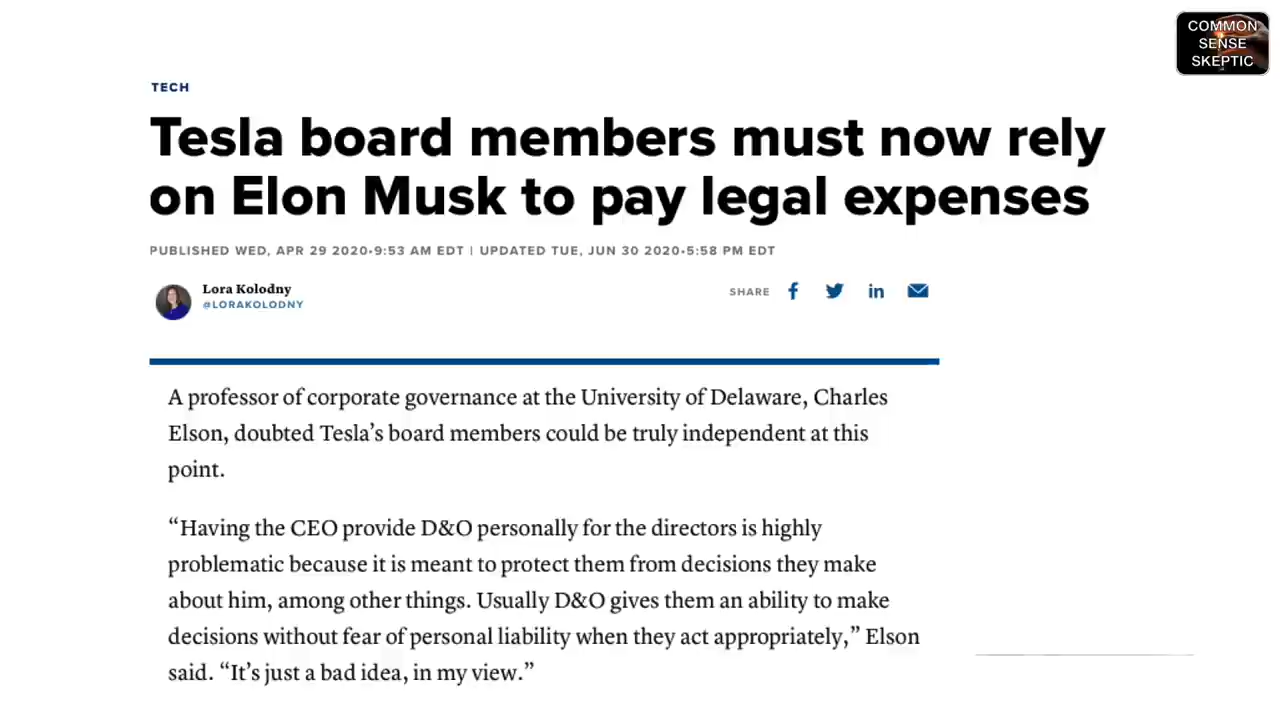 COMMON
SENSE
SKEPTIC
TECH
Tesla board members must now rely
on Elon Musk to pay legal expenses
PUBLISHED WED, APR 29 2020•9:53 AM EDT | UPDATED TUE, JUN 30 2020•5:58 PM EDT
Lora Kolodny
@LORAKOLODNY
SHARE
A professor of corporate governance at the University of Delaware, Charles
Elson, doubted Tesla’s board members could be truly independent at this
point.
“Having the CEO provide D&O personally for the directors is highly
problematic because it is meant to protect them from decisions they make
about him, among other things. Usually D&O gives them an ability to make
decisions without fear of personal liability when they act appropriately,” Elson
said. “It’s just a bad idea, in my view.”